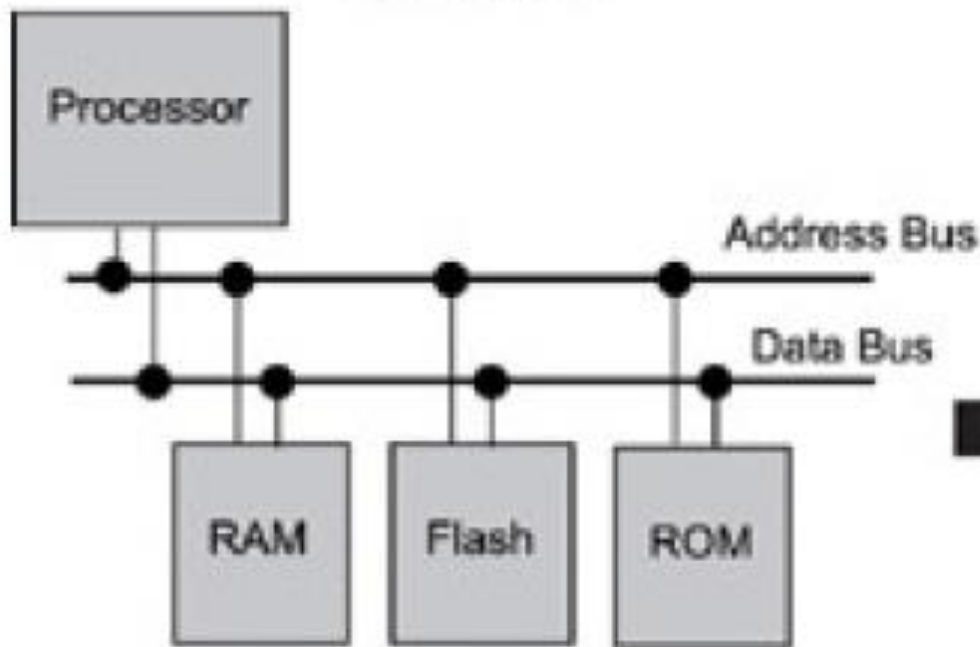 Processor
Address Bus
Data Bus
RAM
Flash
ROM